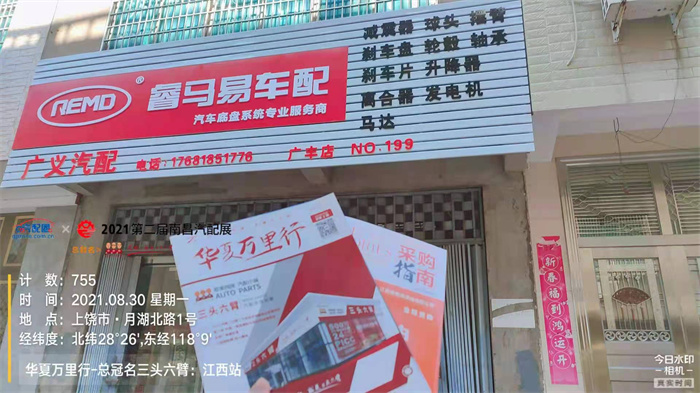 REMD®
睿马易车配
汽车底盘系统专业服务商
减震器 球头 摇臂
刹车盘 轮毂 轴承
刹车片 升降器
离合器 发电机
马达
广义汽配 电话:17681851776 广丰店 NO.199
2021第二届南昌汽配展
华夏万里行
AUTO PARTS
三头六臂
三头六臂
采购
指南
新春福到鸿运开
计 数: 755
时 间: 2021.08.30 星期一
地 点: 上饶市·月湖北路1号
经纬度: 北纬28°26',东经118°9'
华夏万里行-总冠名三头六臂: 江西站
今日水印
-相机-
真实时间